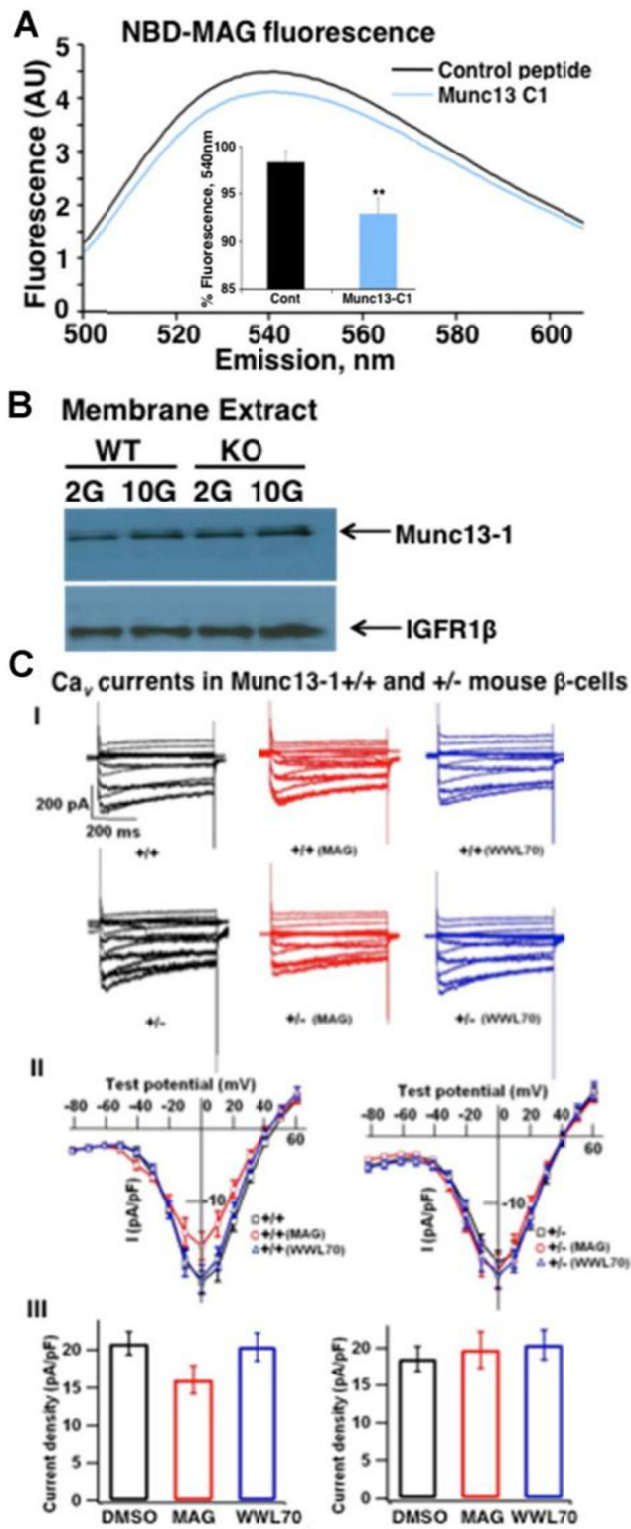 A
NBD-MAG fluorescence
Fluorescence (AU)
5
4
3
2
1
0
500 520 540 560 580 600
Emission, nm
Control peptide
Munc13 C1
% Fluorescence, 540nm
100
95
90
85
**
Cont Munc13-C1
B
Membrane Extract
WT KO
2G 10G 2G 10G
Munc13-1
IGFR1β
C
Cav currents in Munc13-1+/+ and +/- mouse β-cells
I
200 pA
200 ms
+/+
+/+ (MAG)
+/+ (WWL70)
+/-
+/- (MAG)
+/- (WWL70)
II
Test potential (mV)
-80 -40 -20 0 20 40 60
I (pA/pF)
-10
+/+
+/+ (MAG)
+/+ (WWL70)
Test potential (mV)
-80 -60 -40 -20 0 20 40 60
I (pA/pF)
-10
+/-
+/- (MAG)
+/- (WWL70)
III
Current density (pA/pF)
20
15
10
5
0
DMSO MAG WWL70
Current density (pA/pF)
20
15
10
5
0
DMSO MAG WWL70